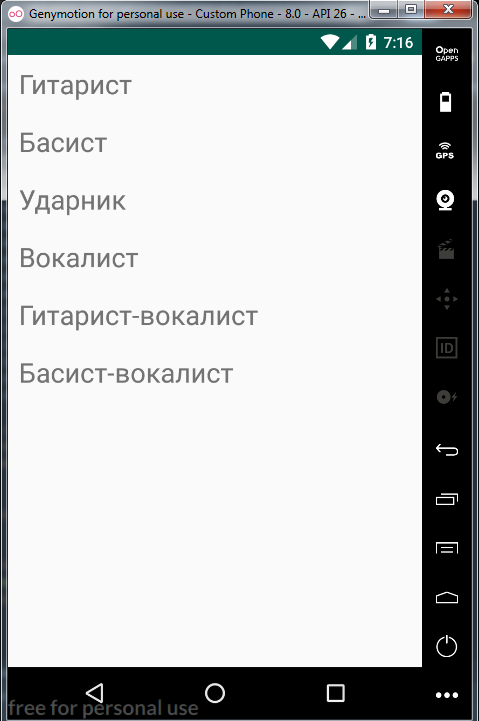 Genymotion for personal use - Custom Phone - 8.0 - API 26 - ...
7:16
Open
GAPPS
Гитарист
Басист
GPS
Ударник
Вокалист
Гитарист-вокалист
ID
Басист-вокалист
free for personal use